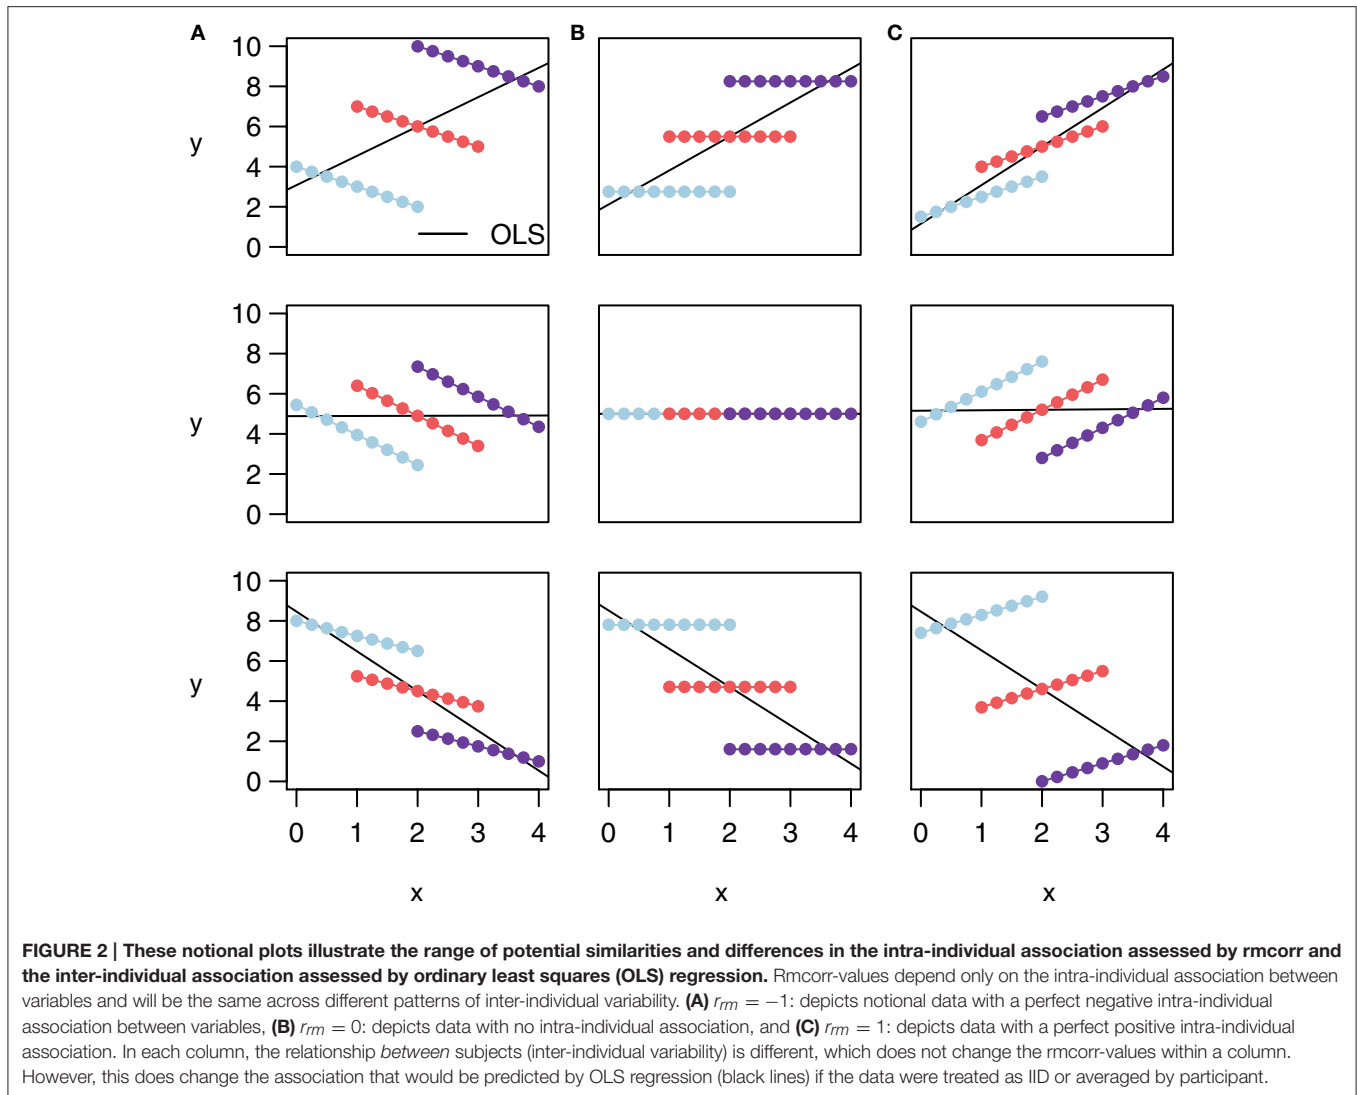 A
B
C
10
8
6
4
2
0
y
OLS
10
8
6
4
2
0
y
10
8
6
4
2
0
y
0 1 2 3 4
0 1 2 3 4
0 1 2 3 4
x
x
x
FIGURE 2 | These notional plots illustrate the range of potential similarities and differences in the intra-individual association assessed by rmcorr and
the inter-individual association assessed by ordinary least squares (OLS) regression. Rmcorr-values depend only on the intra-individual association between
variables and will be the same across different patterns of inter-individual variability. (A) rrm = −1: depicts notional data with a perfect negative intra-individual
association between variables, (B) rrm = 0: depicts data with no intra-individual association, and (C) rrm = 1: depicts data with a perfect positive intra-individual
association. In each column, the relationship between subjects (inter-individual variability) is different, which does not change the rmcorr-values within a column.
However, this does change the association that would be predicted by OLS regression (black lines) if the data were treated as IID or averaged by participant.